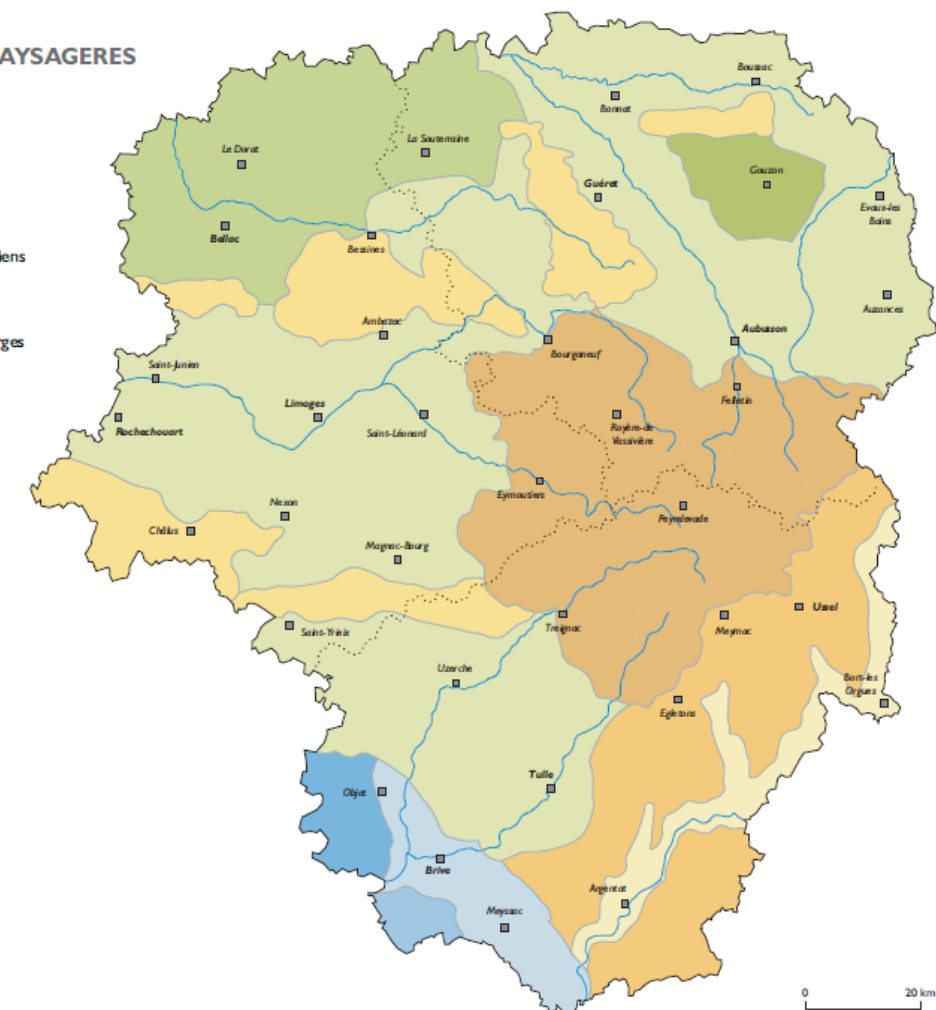 AYSAGERES
Boussac
Bonnat
La Souterraine
Le Dorat
Gouzon
Guéret
Evaux-les
Bains
Bellac
Bessines
iens
Auzances
Ambazac
Aubusson
rges
Bourganeuf
Saint-Junien
Felletin
Limoges
Rochechouart
Saint-Léonard
Royère-de
Vassivière
Eymoutiers
Nexon
Peyrelevade
Châlus
Magnac-Bourg
Ussel
Treignac
Meymac
Saint-Yrieix
Uzerche
Bort-les
Orgues
Egletons
Tulle
Objat
Brive
Argentat
Meyssac
0 20 km